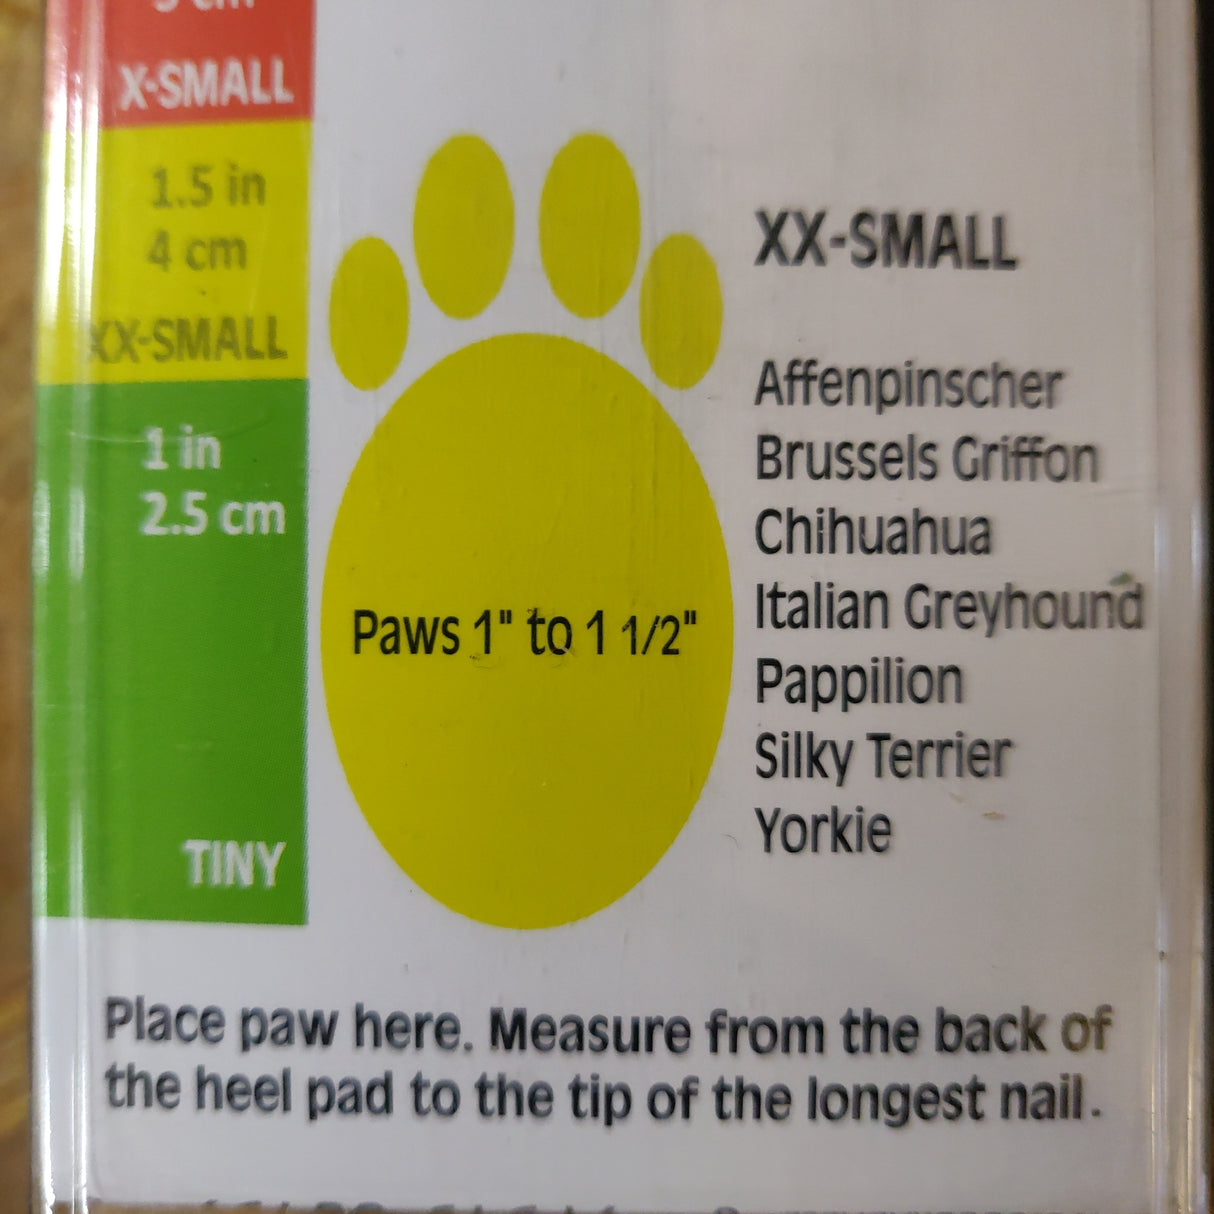 X-SMALL
1.5 in
4 cm
XX-SMALL
1 in
2.5 cm
TINY
Paws 1" to 1 1/2"
XX-SMALL
Affenpinscher
Brussels Griffon
Chihuahua
Italian Greyhound
Pappilion
Silky Terrier
Yorkie
Place paw here. Measure from the back of
the heel pad to the tip of the longest nail.